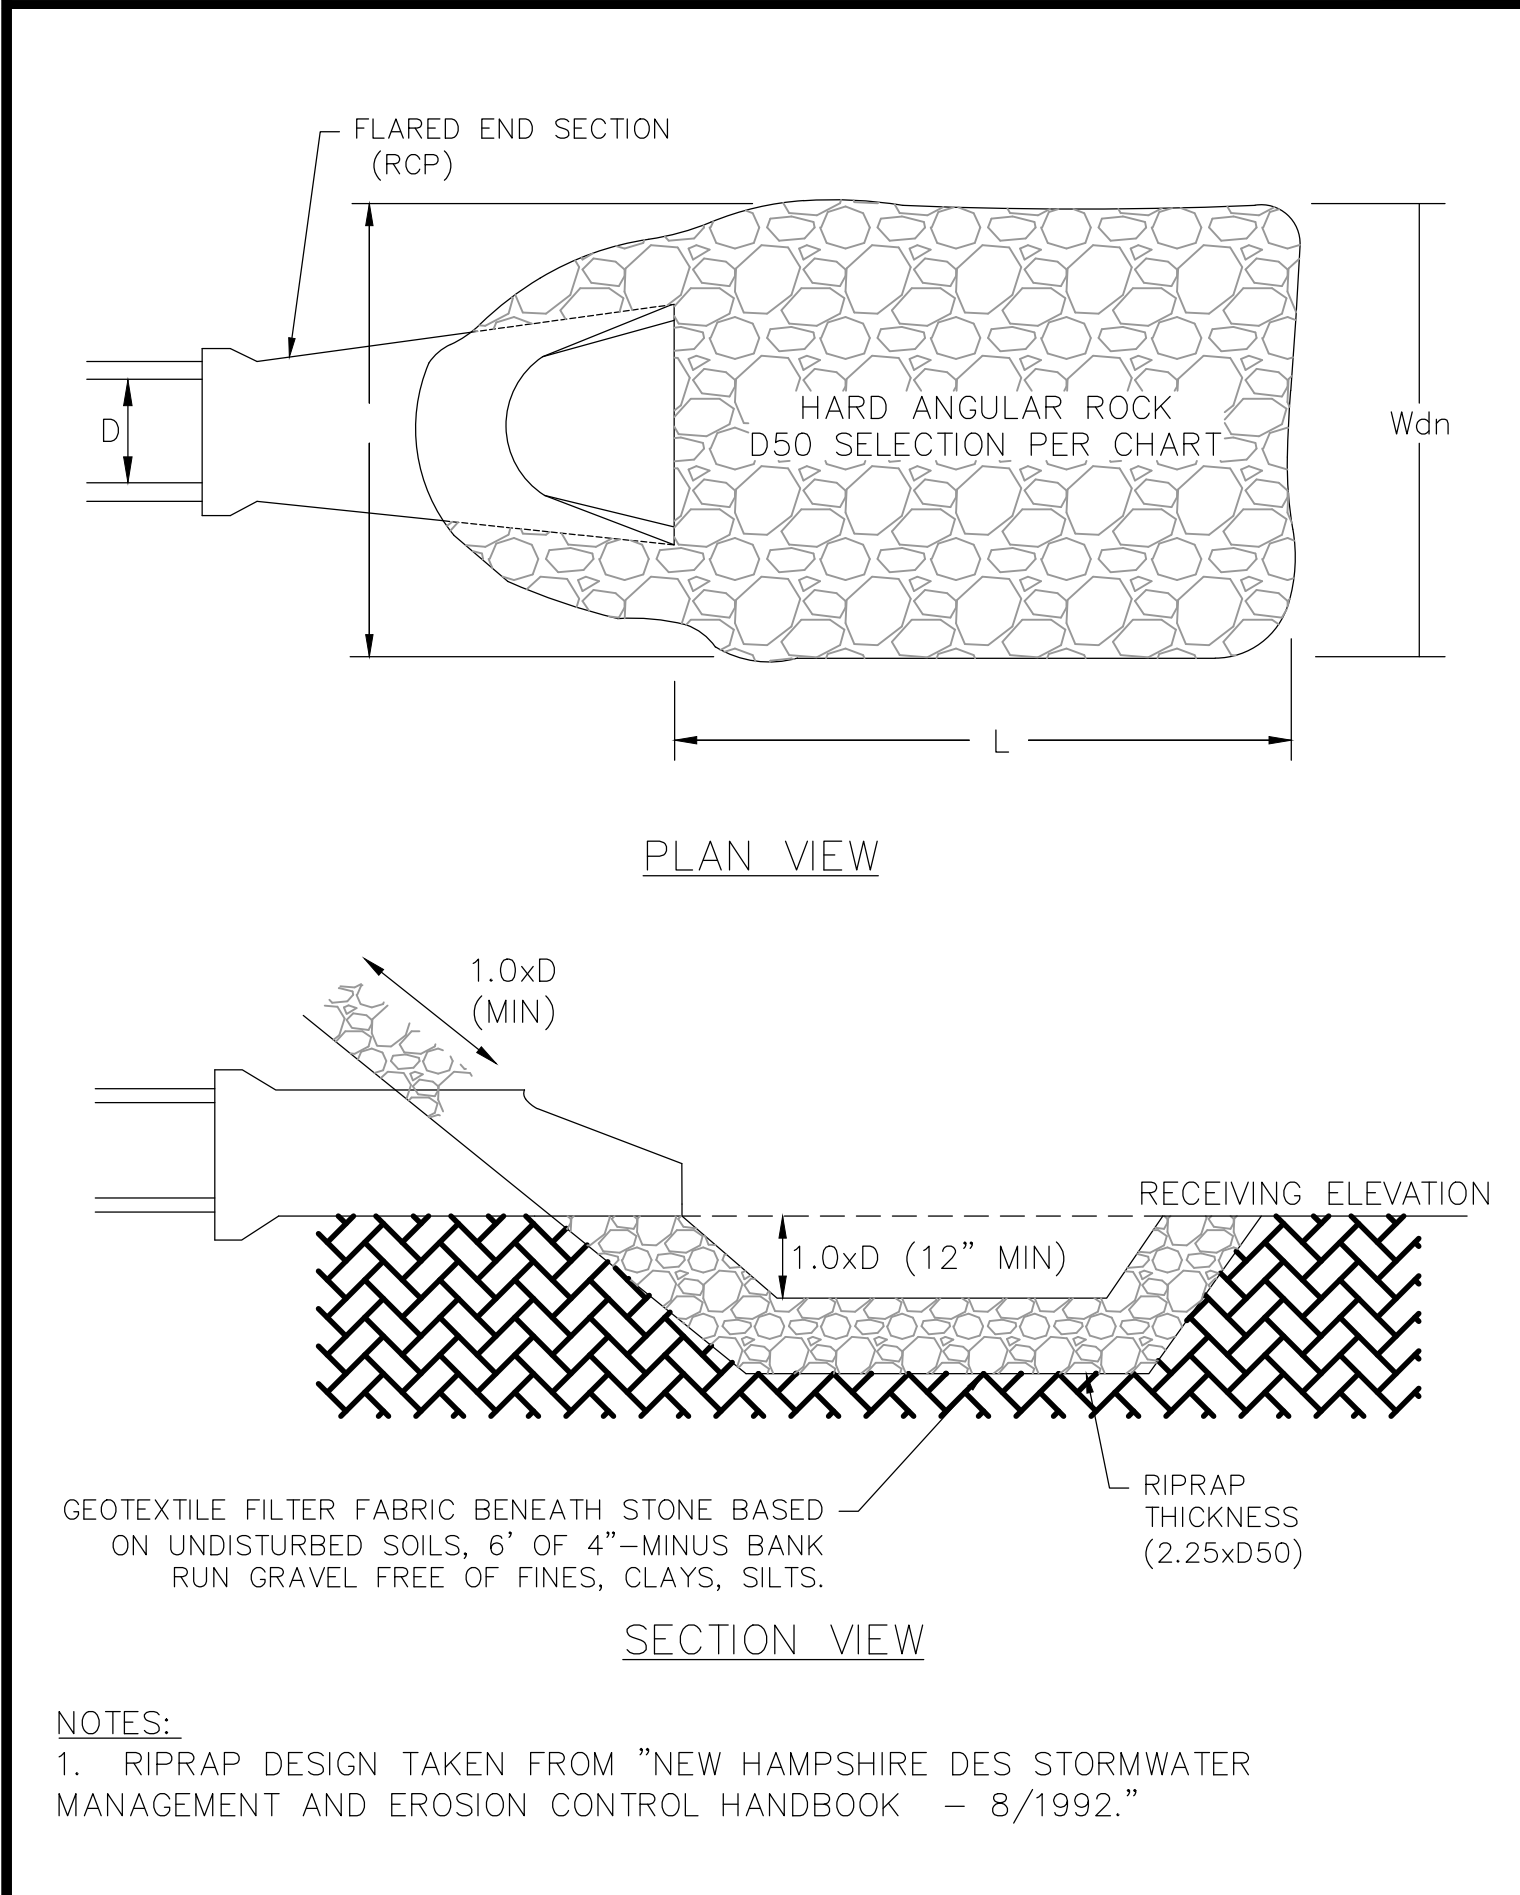 FLARED END SECTION
(RCP)
D
HARD ANGULAR ROCK
D50 SELECTION PER CHART
Wdn
L
PLAN VIEW
1.0xD
(MIN)
RECEIVING ELEVATION
1.0xD (12” MIN)
GEOTEXTILE FILTER FABRIC BENEATH STONE BASED
ON UNDISTURBED SOILS, 6’ OF 4”-MINUS BANK
RUN GRAVEL FREE OF FINES, CLAYS, SILTS.
RIPRAP
THICKNESS
(2.25xD50)
SECTION VIEW
NOTES:
1. RIPRAP DESIGN TAKEN FROM ”NEW HAMPSHIRE DES STORMWATER
MANAGEMENT AND EROSION CONTROL HANDBOOK - 8/1992.”